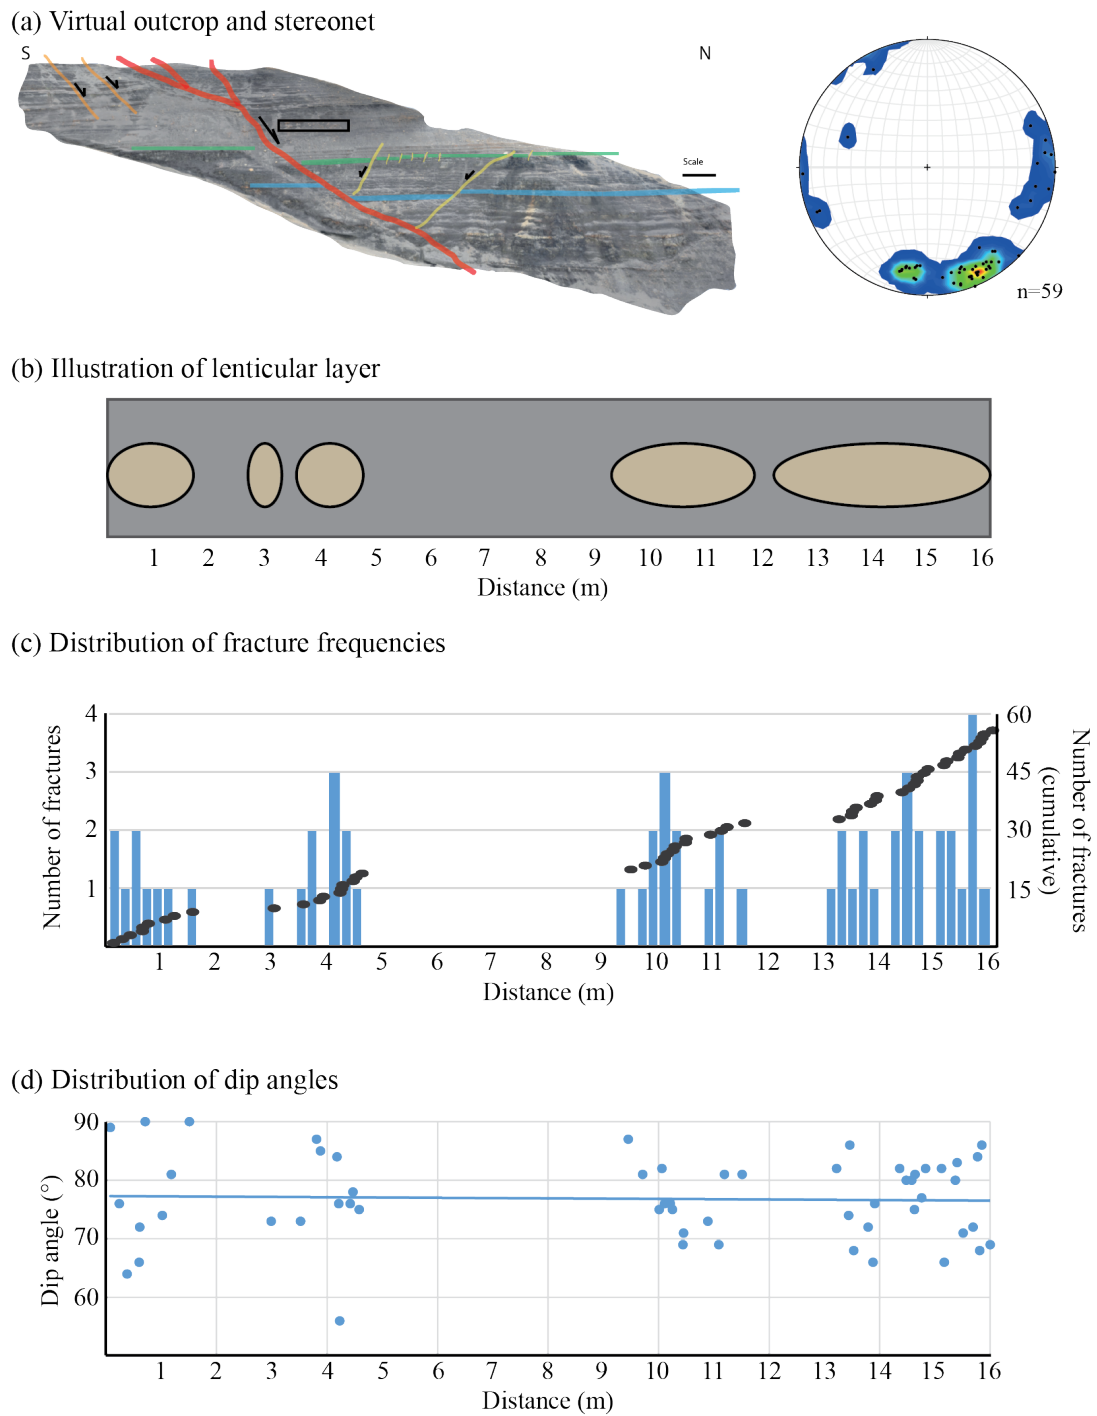 (a) Virtual outcrop and stereonet
S
N
Scale
n=59
(b) Illustration of lenticular layer
1 2 3 4 5 6 7 8 9 10 11 12 13 14 15 16
Distance (m)
(c) Distribution of fracture frequencies
4
3
2
1
Number of fractures
60
45
30
15
Number of fractures
(cumulative)
1 2 3 4 5 6 7 8 9 10 11 12 13 14 15 16
Distance (m)
(d) Distribution of dip angles
90
80
70
60
Dip angle (°)
1 2 3 4 5 6 7 8 9 10 11 12 13 14 15 16
Distance (m)